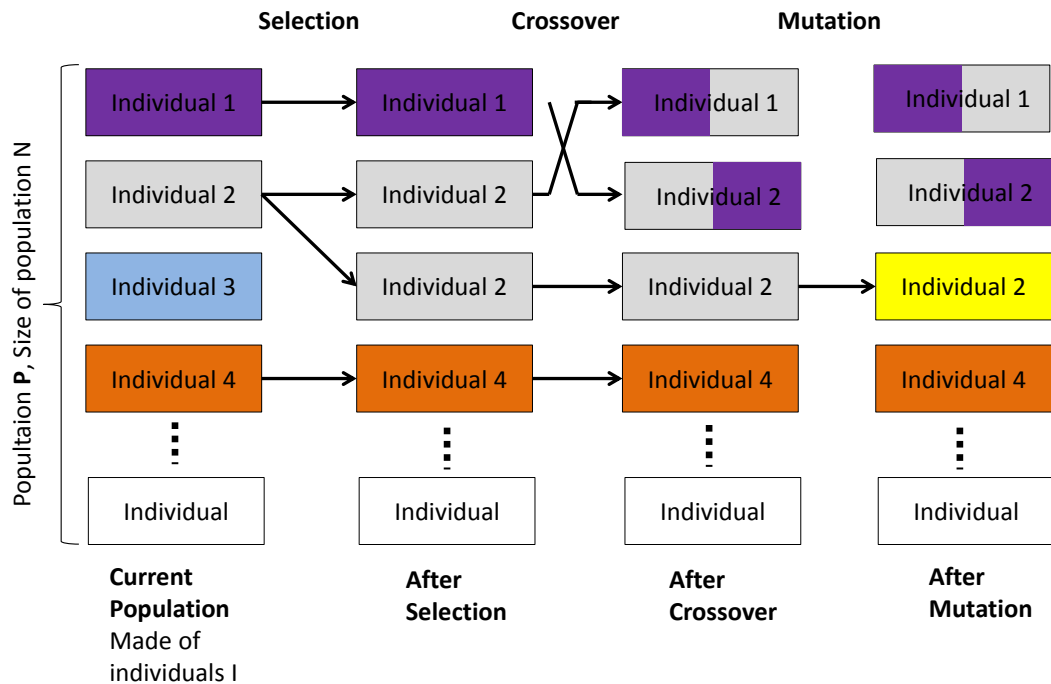 Selection Crossover Mutation
Popultaion P, Size of population N
Individual 1 Individual 1 Individual 1 Individual 1
Individual 2 Individual 2 Individual 2 Individual 2
Individual 3 Individual 2 Individual 2 Individual 2
Individual 4 Individual 4 Individual 4 Individual 4
Individual Individual Individual Individual
Current After After After
Population Selection Crossover Mutation
Made of
individuals I